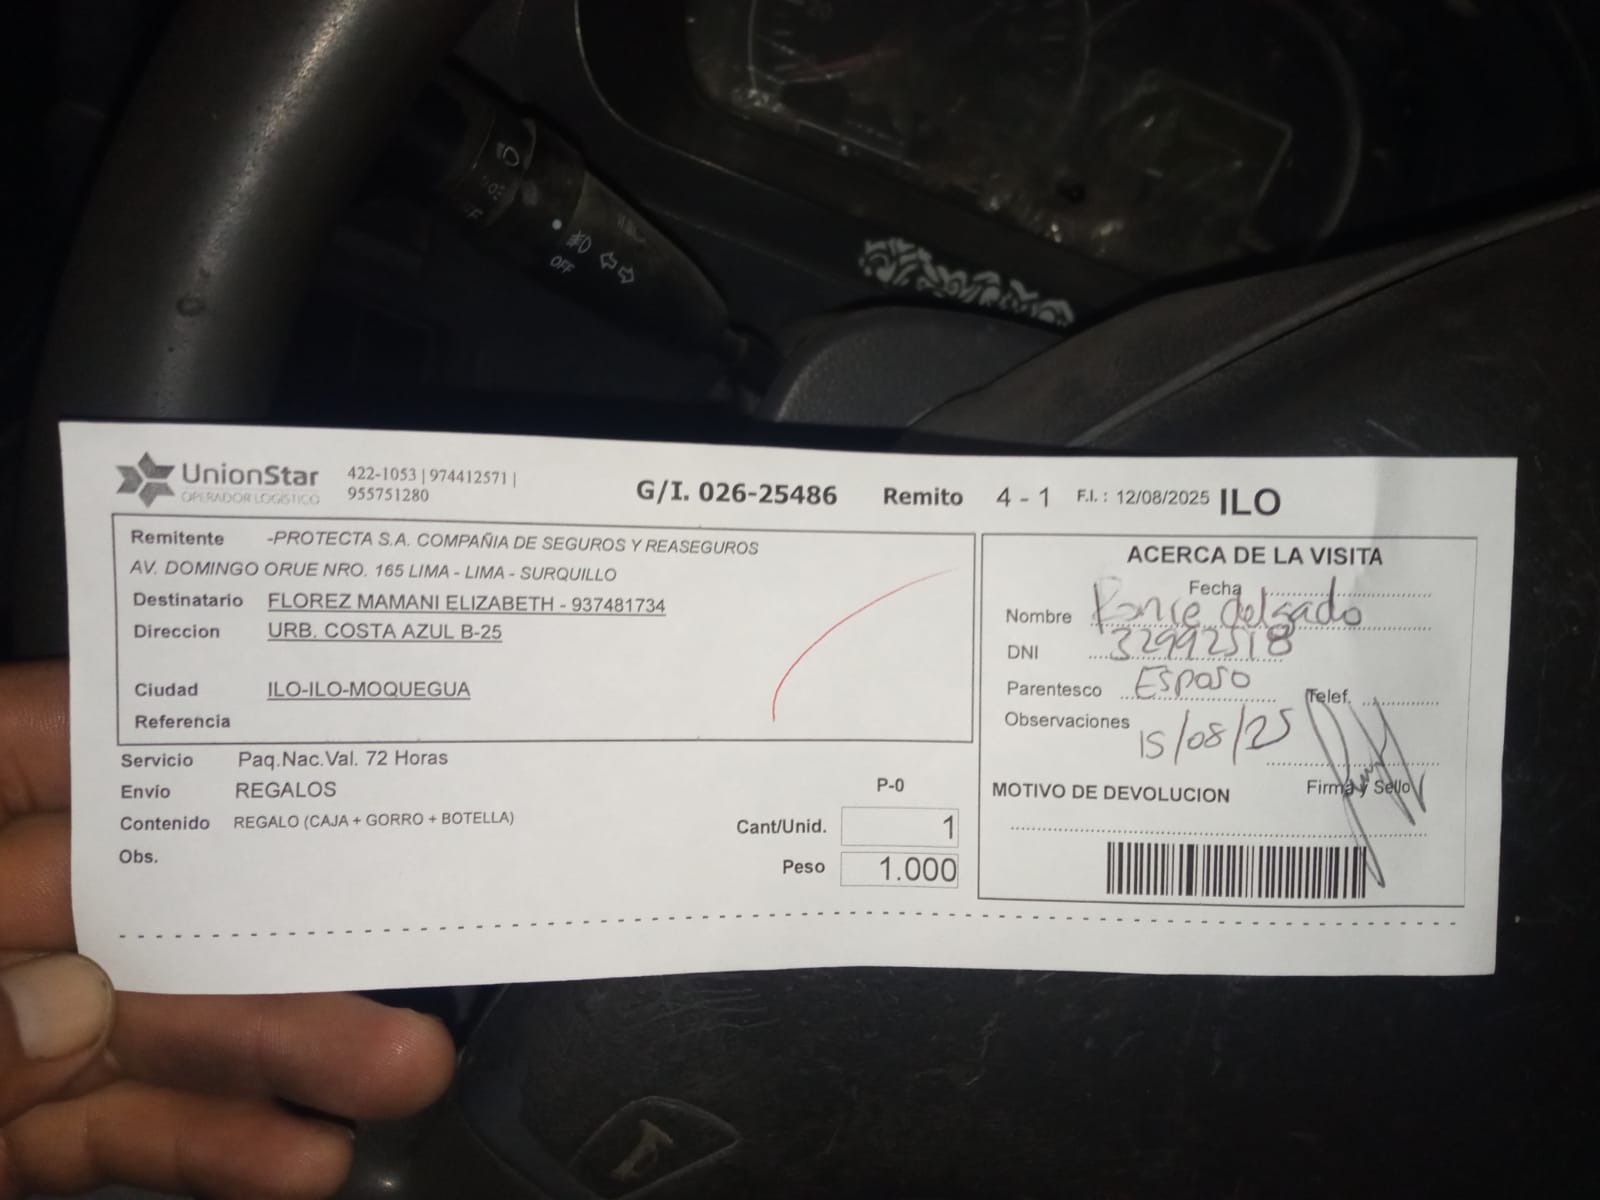 UnionStar
OPERADOR LOGÍSTICO
422-1053 | 974412571 |
955751280
G/I. 026-25486 Remito 4 - 1 F.I. : 12/08/2025 ILO
Remitente -PROTECTA S.A. COMPAÑIA DE SEGUROS Y REASEGUROS
AV. DOMINGO ORUE NRO. 165 LIMA - LIMA - SURQUILLO
Destinatario FLOREZ MAMANI ELIZABETH - 937481734
Direccion URB. COSTA AZUL B-25
Ciudad ILO-ILO-MOQUEGUA
Referencia
Servicio Paq.Nac.Val. 72 Horas
Envío REGALOS
Contenido REGALO (CAJA + GORRO + BOTELLA)
Obs.
P-0
Cant/Unid. 1
Peso 1.000
ACERCA DE LA VISITA
Fecha
Nombre Ponce delgado
DNI 32992518
Parentesco Esposo Telef.
Observaciones 15/08/25
Firma y Sello
MOTIVO DE DEVOLUCION
OFF